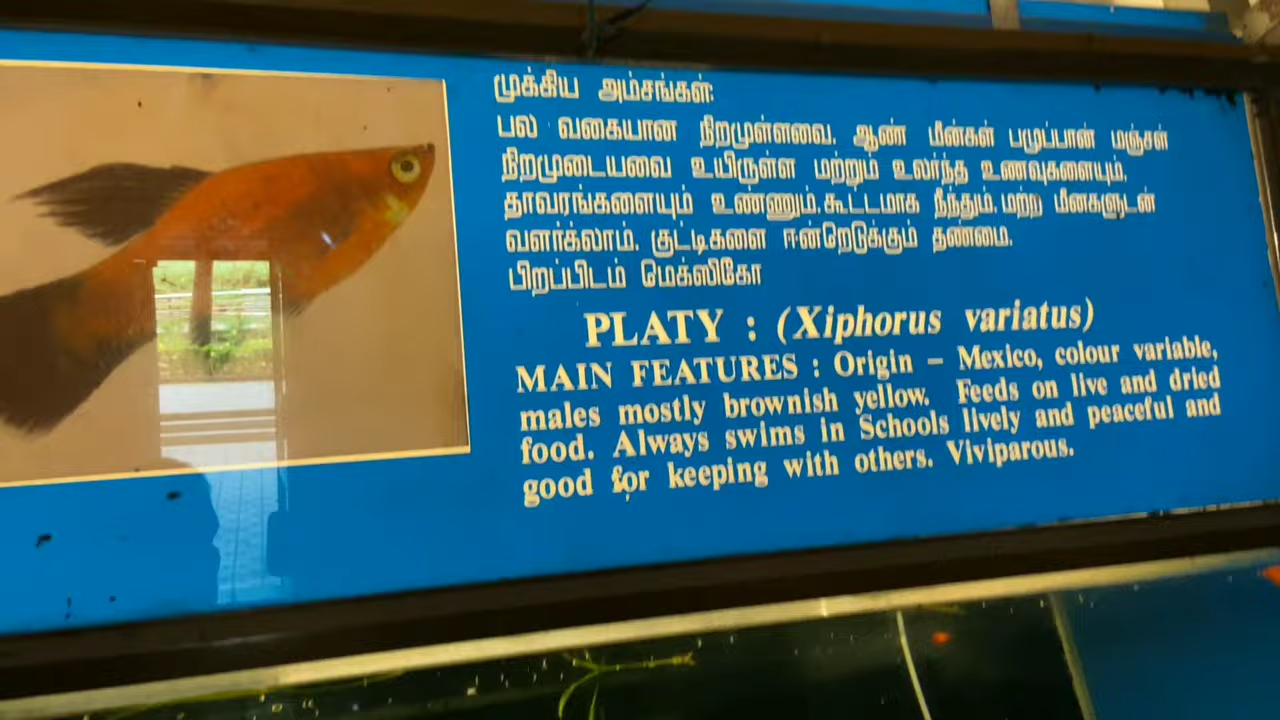 முக்கிய அம்சங்கள்:
பல வகையான நிறமுள்ளவை. ஆண் மீன்கள் பழுப்பான் மஞ்சள்
நிறமுடையவை உயிருள்ள மற்றும் உலர்ந்த உணவுகளையும்,
தாவரங்களையும் உண்ணும்.கூட்டமாக நீந்தும். மற்ற மீனகளுடன்
வளர்க்லாம். குட்டிகளை ஈன்றெடுக்கும் தண்மை.
பிறப்பிடம் மெக்ஸிகோ
PLATY : (Xiphorus variatus)
MAIN FEATURES : Origin – Mexico, colour variable,
males mostly brownish yellow. Feeds on live and dried
food. Always swims in Schools lively and peaceful and
good for keeping with others. Viviparous.